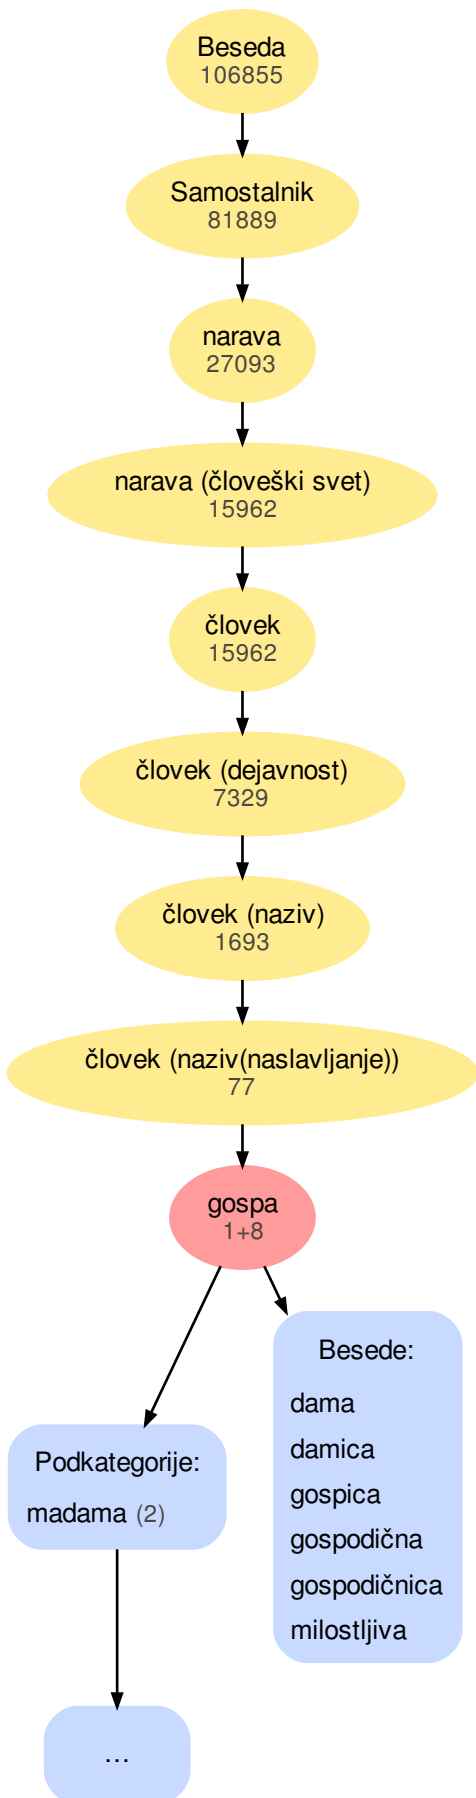 Beseda
106855
Samostalnik
81889
narava
27093
narava (človeški svet)
15962
človek
15962
človek (dejavnost)
7329
človek (naziv)
1693
človek (naziv(naslavljanje))
77
gospa
1+8
Besede:
dama
damica
gospica
gospodična
gospodičnica
milostljiva
Podkategorije:
madama (2)
...